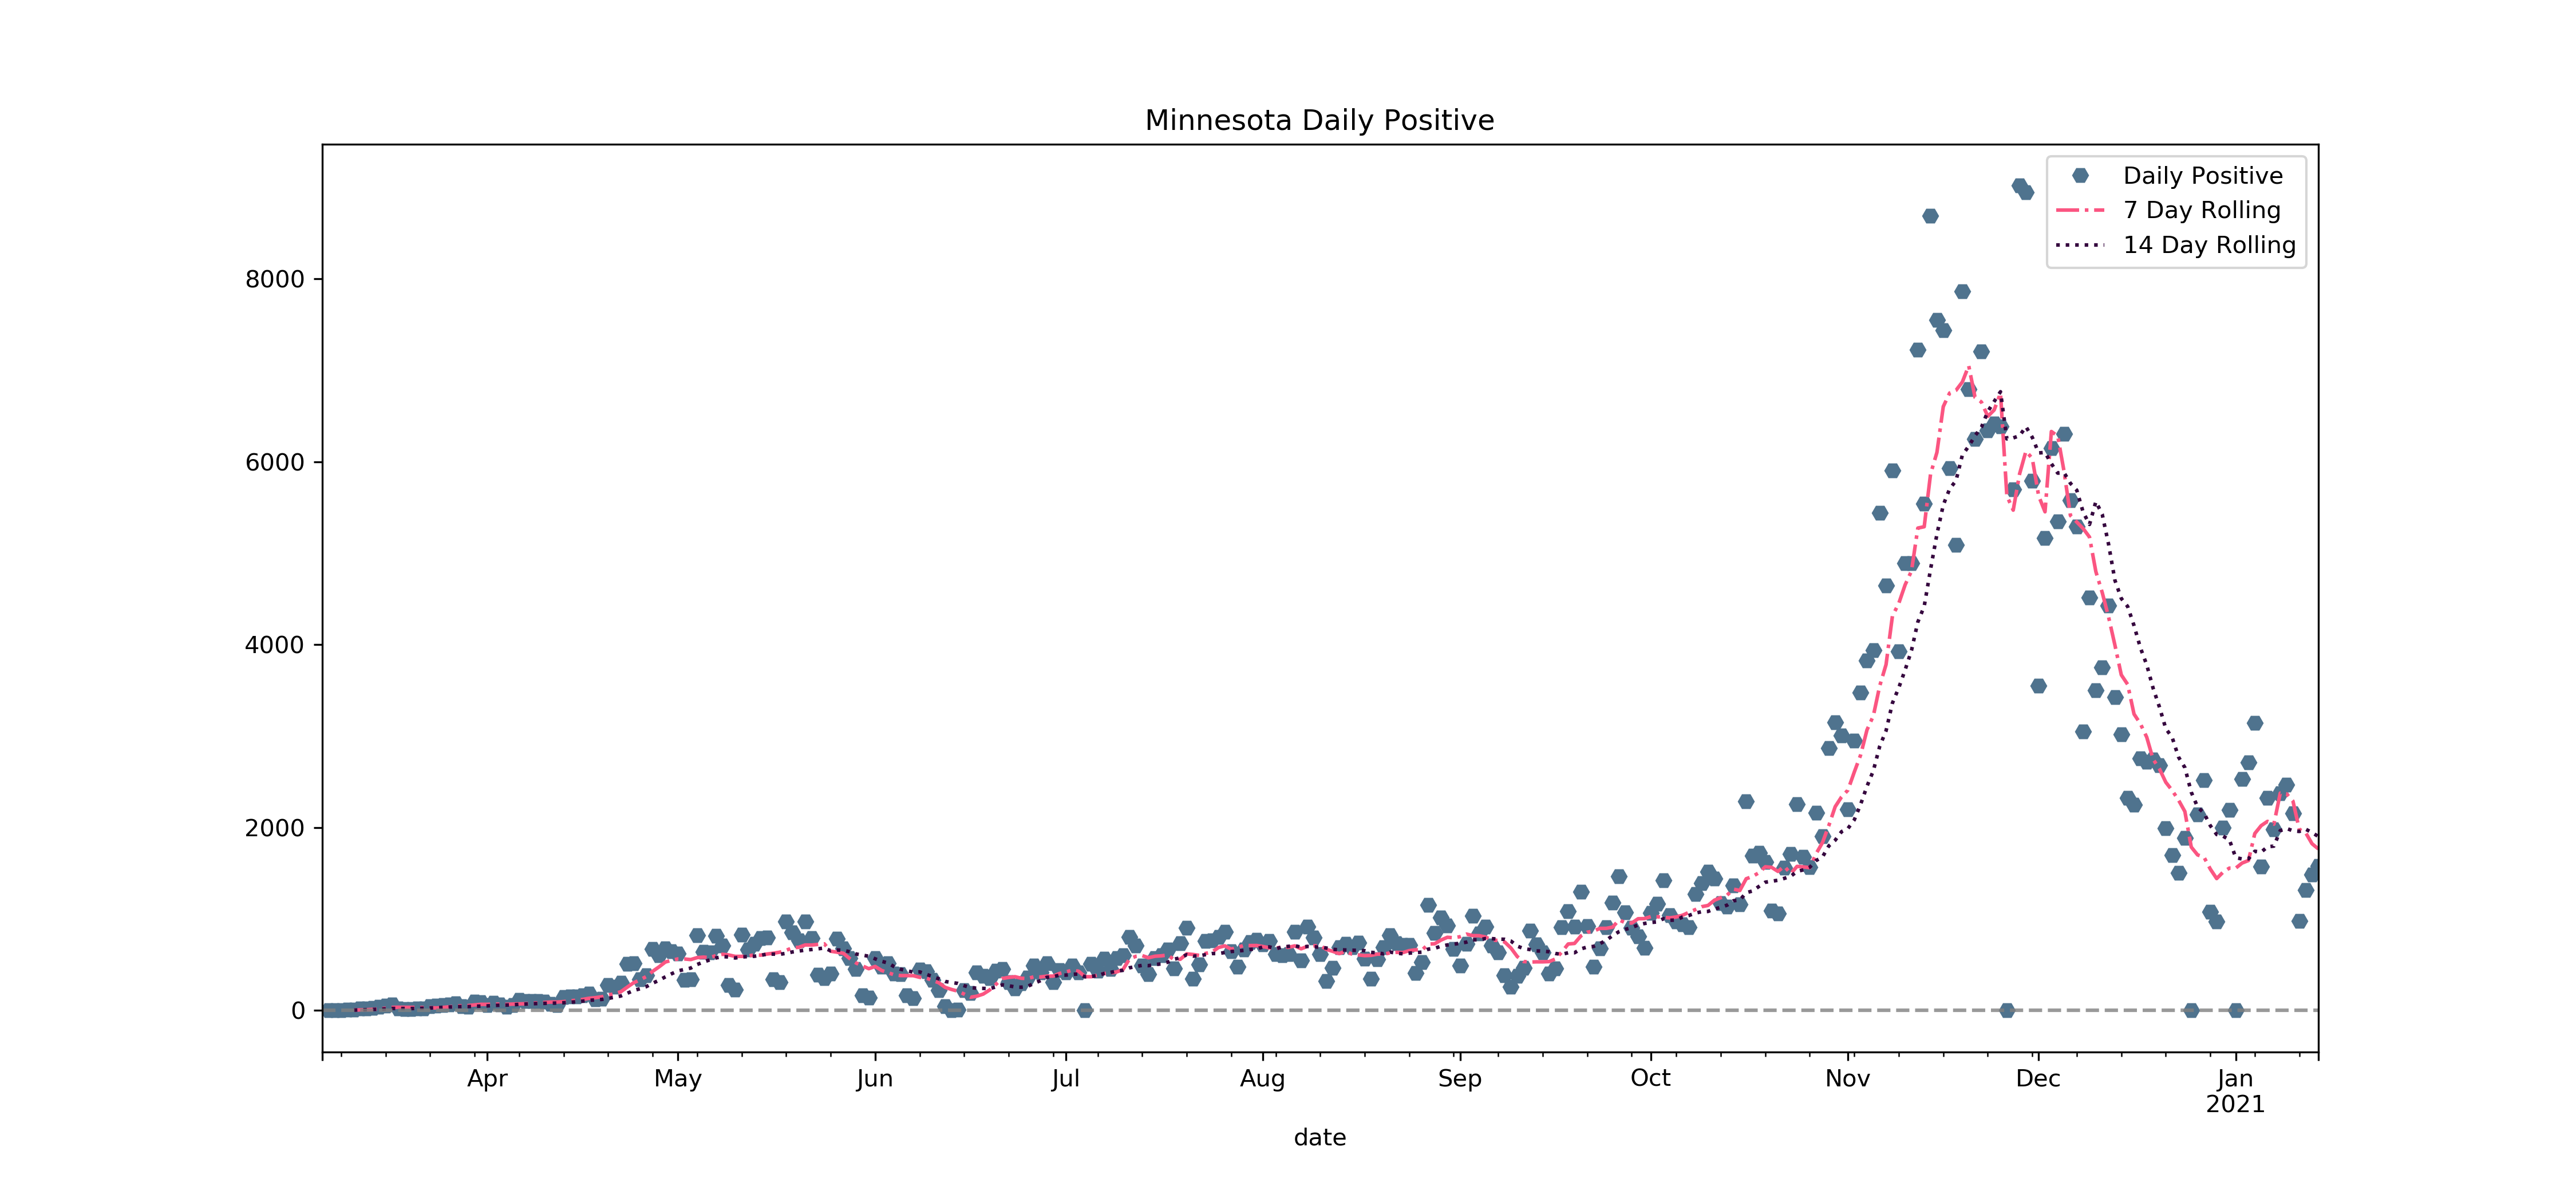 Minnesota Daily Positive
Daily Positive
7 Day Rolling
14 Day Rolling
8000
6000
4000
2000
0
Apr May Jun Jul Aug Sep Oct Nov Dec Jan
2021
date